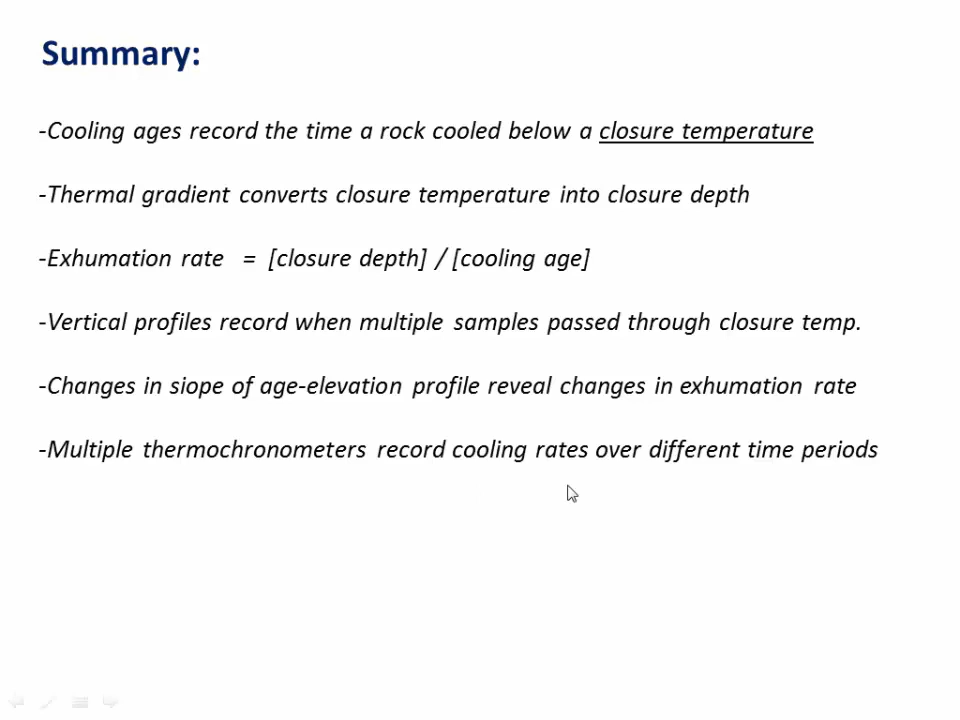 Summary:
-Cooling ages record the time a rock cooled below a closure temperature
-Thermal gradient converts closure temperature into closure depth
-Exhumation rate = [closure depth] / [cooling age]
-Vertical profiles record when multiple samples passed through closure temp.
-Changes in siope of age-elevation profile reveal changes in exhumation rate
-Multiple thermochronometers record cooling rates over different time periods